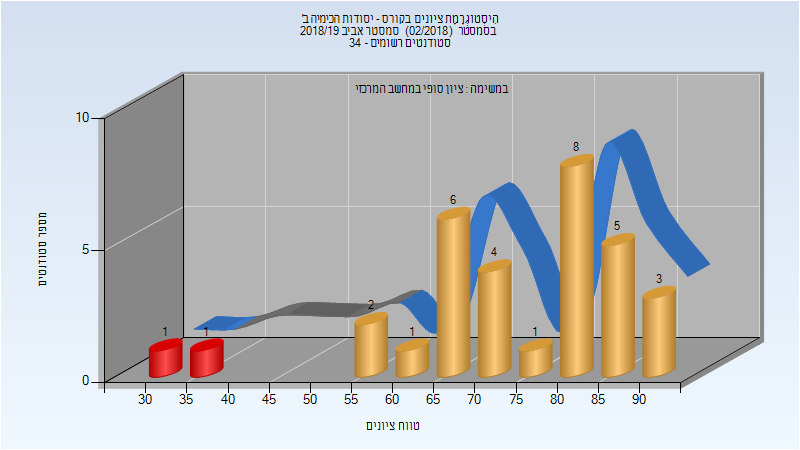 היסטוגרמת ציונים בקורס - יסודות הכימיה ב'
בסמסטר (02/2018) סמסטר אביב 2018/19
סטודנטים רשומים - 34
במשימה : ציון סופי במחשב המרכזי
מספר סטודנטים
10
5
0
1
1
2
1
6
4
1
8
5
3
30 35 40 45 50 55 60 65 70 75 80 85 90
טווח ציונים